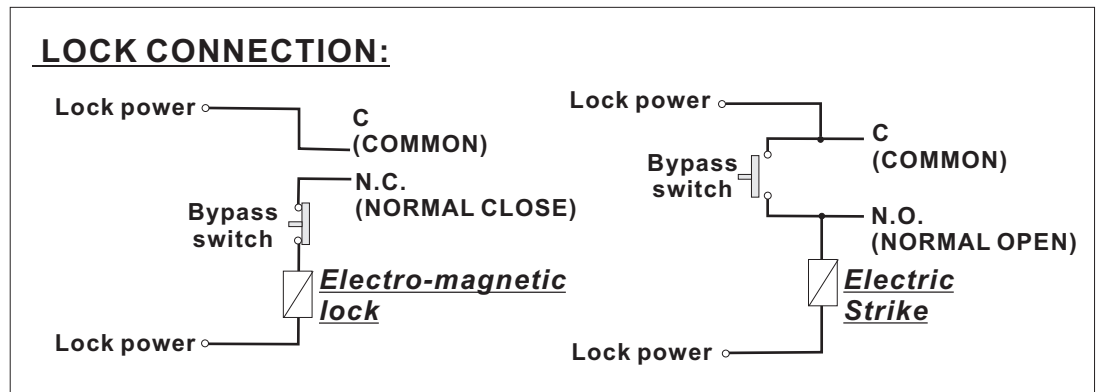 LOCK CONNECTION:
Lock power
C
(COMMON)
N.C.
(NORMAL CLOSE)
Bypass
switch
Electro-magnetic
lock
Lock power
Lock power
C
(COMMON)
Bypass
switch
N.O.
(NORMAL OPEN)
Electric
Strike
Lock power